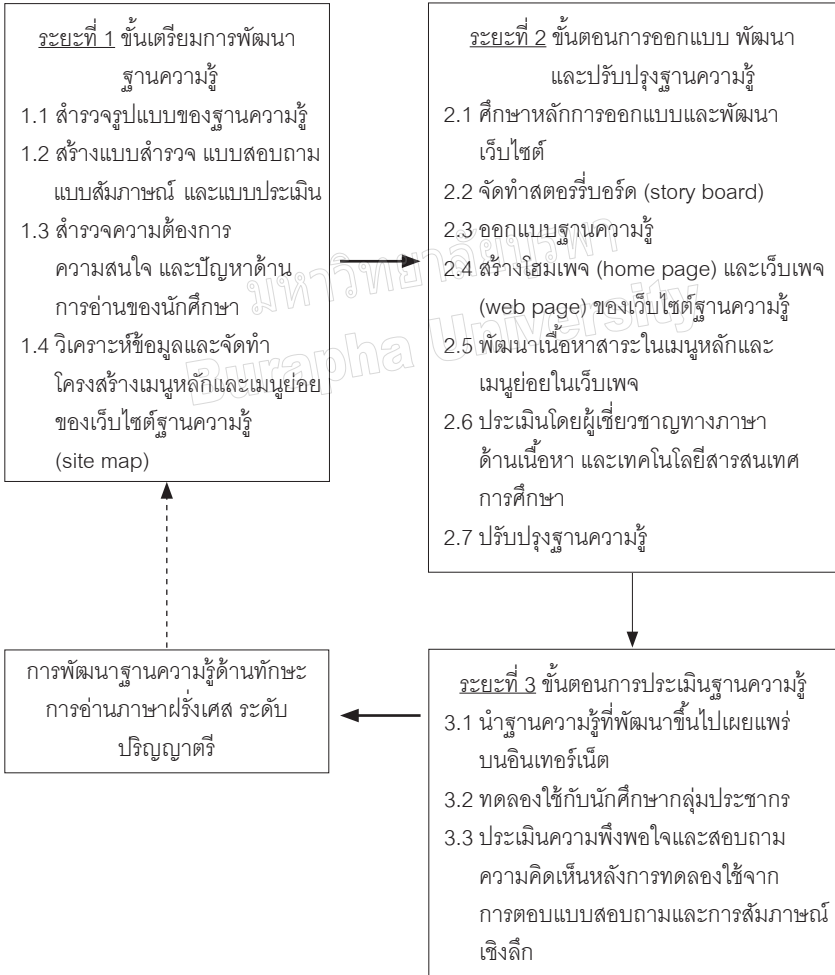 ระยะที่ 1 ขั้นเตรียมการพัฒนา
ฐานความรู้
1.1 สำรวจรูปแบบของฐานความรู้
1.2 สร้างแบบสำรวจ แบบสอบถาม
แบบสัมภาษณ์ และแบบประเมิน
1.3 สำรวจความต้องการ
ความสนใจ และปัญหาด้าน
การอ่านของนักศึกษา
1.4 วิเคราะห์ข้อมูลและจัดทำ
โครงสร้างเมนูหลักและเมนูย่อย
ของเว็บไซต์ฐานความรู้
(site map)
ระยะที่ 2 ขั้นตอนการออกแบบ พัฒนา
และปรับปรุงฐานความรู้
2.1 ศึกษาหลักการออกแบบและพัฒนา
เว็บไซต์
2.2 จัดทำสตอรรี่บอร์ด (story board)
2.3 ออกแบบฐานความรู้
2.4 สร้างโฮมเพจ (home page) และเว็บเพจ
(web page) ของเว็บไซต์ฐานความรู้
2.5 พัฒนาเนื้อหาสาระในเมนูหลักและ
เมนูย่อยในเว็บเพจ
2.6 ประเมินโดยผู้เชี่ยวชาญทางภาษา
ด้านเนื้อหา และเทคโนโลยีสารสนเทศ
การศึกษา
2.7 ปรับปรุงฐานความรู้
มหาวิทยาลัยบูรพา
Burapha University
ระยะที่ 3 ขั้นตอนการประเมินฐานความรู้
3.1 นำฐานความรู้ที่พัฒนาขึ้นไปเผยแพร่
บนอินเทอร์เน็ต
3.2 ทดลองใช้กับนักศึกษากลุ่มประชากร
3.3 ประเมินความพึงพอใจและสอบถาม
ความคิดเห็นหลังการทดลองใช้จาก
การตอบแบบสอบถามและการสัมภาษณ์
เชิงลึก
การพัฒนาฐานความรู้ด้านทักษะ
การอ่านภาษาฝรั่งเศส ระดับ
ปริญญาตรี